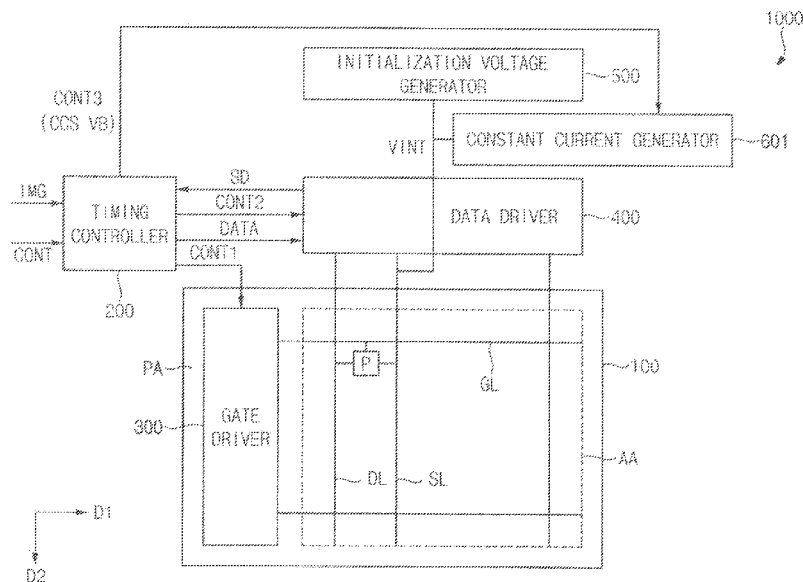 1000
INITIALIZATION VOLTAGE
GENERATOR
500
CONT3
(CCS VB)
VINT
CONSTANT CURRENT GENERATOR
601
IMG
CONT
TIMING
CONTROLLER
200
SD
CONT2
DATA
CONT1
DATA DRIVER
400
PA
300
GATE
DRIVER
P
GL
100
DL
SL
AA
D1
D2